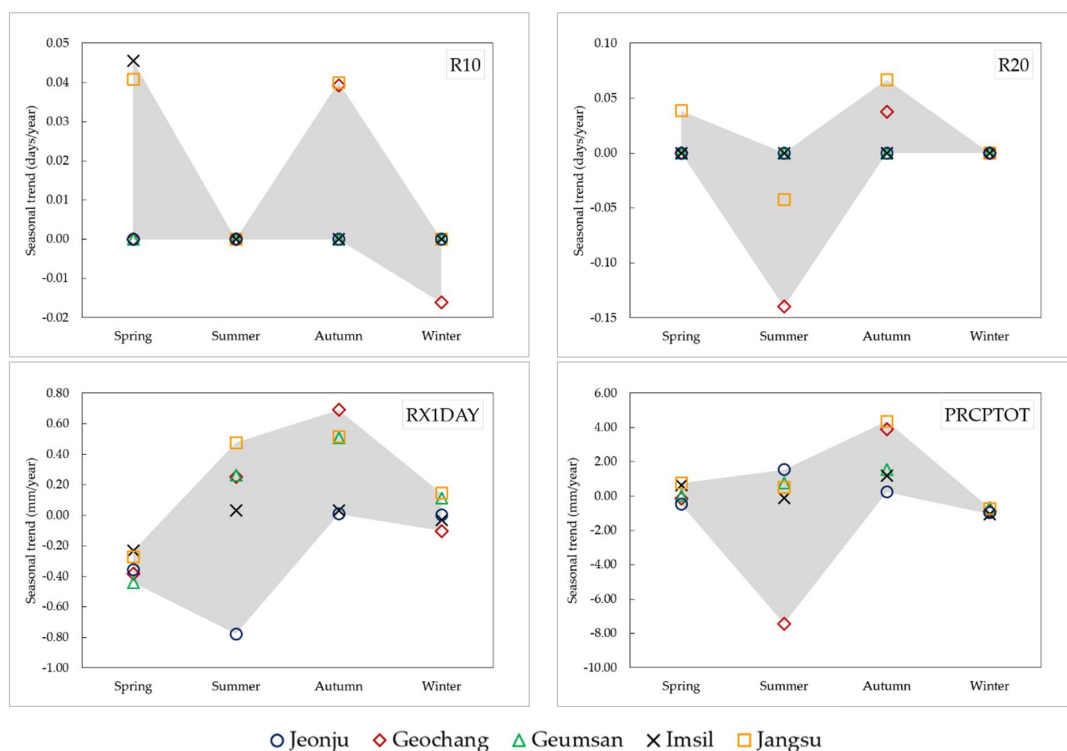 R10
Seasonal trend (days/year)
0.05
0.04
0.03
0.02
0.01
0.00
-0.01
-0.02
Spring Summer Autumn Winter
R20
Seasonal trend (days/year)
0.10
0.05
0.00
-0.05
-0.10
-0.15
Spring Summer Autumn Winter
RX1DAY
Seasonal trend (mm/year)
0.80
0.60
0.40
0.20
0.00
-0.20
-0.40
-0.60
-0.80
-1.00
Spring Summer Autumn Winter
PRCPTOT
Seasonal trend (mm/year)
6.00
4.00
2.00
0.00
-2.00
-4.00
-6.00
-8.00
-10.00
Spring Summer Autumn Winter
Jeonju Geochang Geumsan Imsil Jangsu